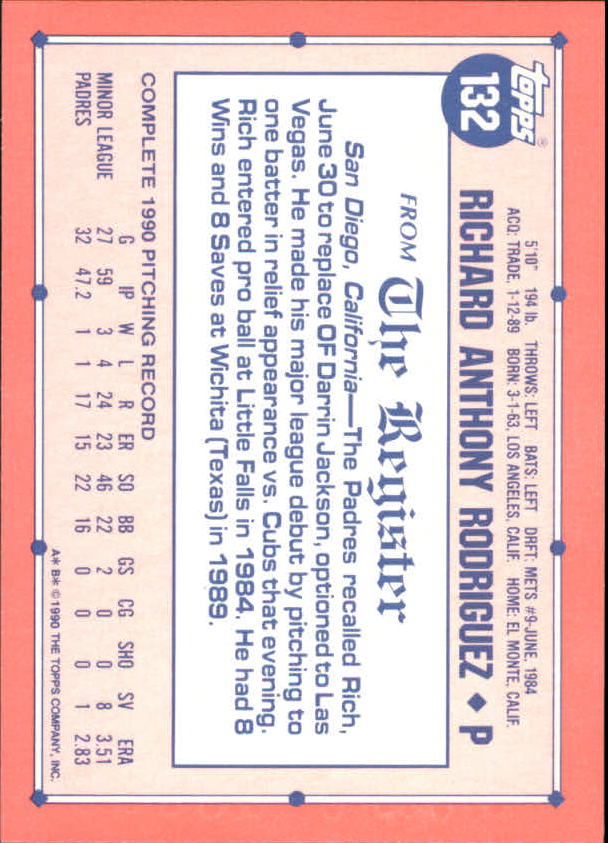 topps®
132
RICHARD ANTHONY RODRIGUEZ ◆ P
5'10" 194 lb. THROWS: LEFT BATS: LEFT DRFT: METS #9-JUNE, 1984
ACQ: TRADE, 1-12-89 BORN: 3-1-63, LOS ANGELES, CALIF. HOME: EL MONTE, CALIF.
FROM The Register
San Diego, California—The Padres recalled Rich,
June 30 to replace OF Darrin Jackson, optioned to Las
Vegas. He made his major league debut by pitching to
one batter in relief appearance vs. Cubs that evening.
Rich entered pro ball at Little Falls in 1984. He had 8
Wins and 8 Saves at Wichita (Texas) in 1989.
COMPLETE 1990 PITCHING RECORD
G IP W L R ER SO BB GS CG SHO SV ERA
MINOR LEAGUE 27 59 3 4 24 23 46 22 2 0 0 8 3.51
PADRES 32 47.2 1 1 17 15 22 16 0 0 0 1 2.83
A* B* © 1990 THE TOPPS COMPANY, INC.